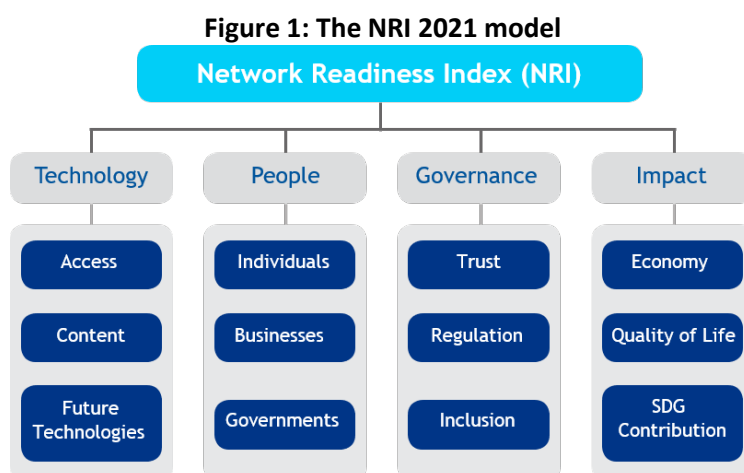 Figure 1: The NRI 2021 model
Network Readiness Index (NRI)
Technology
People
Governance
Impact
Access
Individuals
Trust
Economy
Content
Businesses
Regulation
Quality of Life
Future
Technologies
Governments
Inclusion
SDG
Contribution